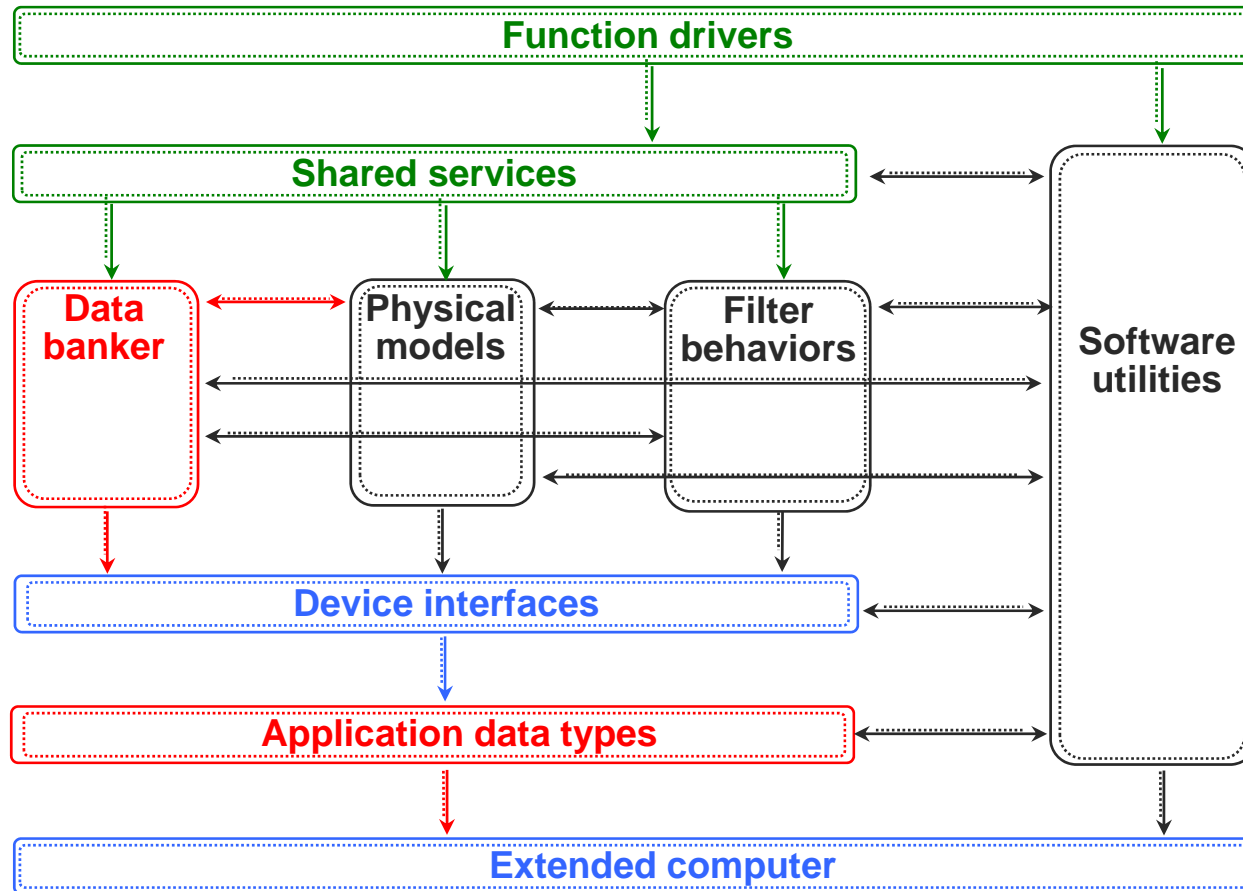 Function drivers
Shared services
Data
banker
Physical
models
Filter
behaviors
Software
utilities
Device interfaces
Application data types
Extended computer